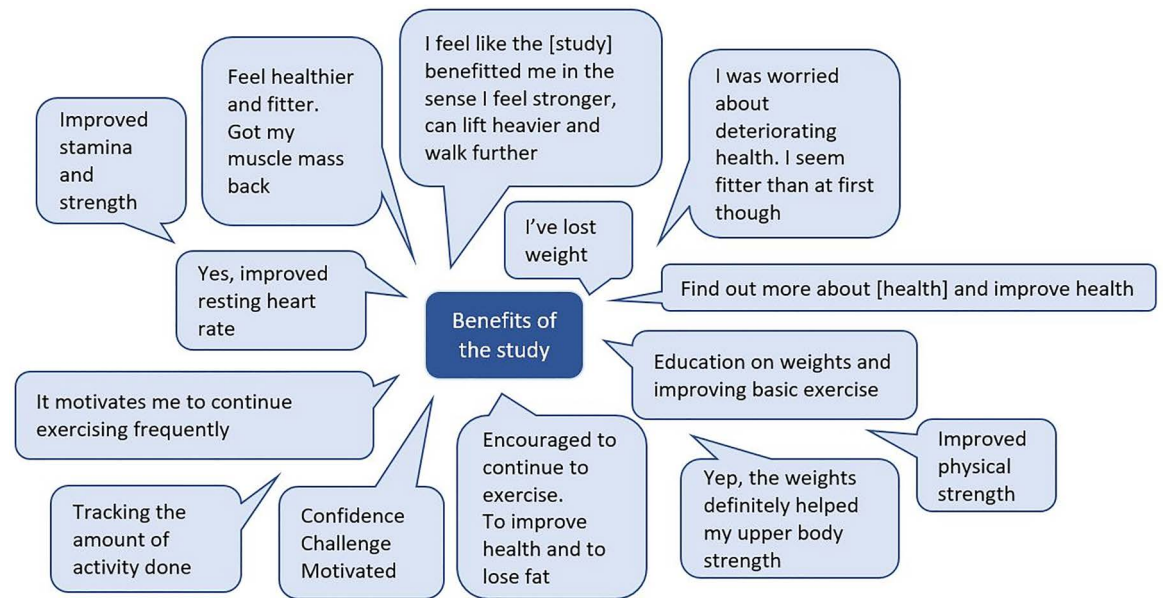 I feel like the [study]
benefitted me in the
sense I feel stronger,
can lift heavier and
walk further
Feel healthier
and fitter.
Got my
muscle mass
back
I was worried
about
deteriorating
health. I seem
fitter than at first
though
Improved
stamina
and
strength
I’ve lost
weight
Yes, improved
resting heart
rate
Find out more about [health] and improve health
Benefits of
the study
Education on weights and
improving basic exercise
It motivates me to continue
exercising frequently
Encouraged to
continue to
exercise.
To improve
health and to
lose fat
Improved
physical
strength
Yep, the weights
definitely helped
my upper body
strength
Tracking the
amount of
activity done
Confidence
Challenge
Motivated